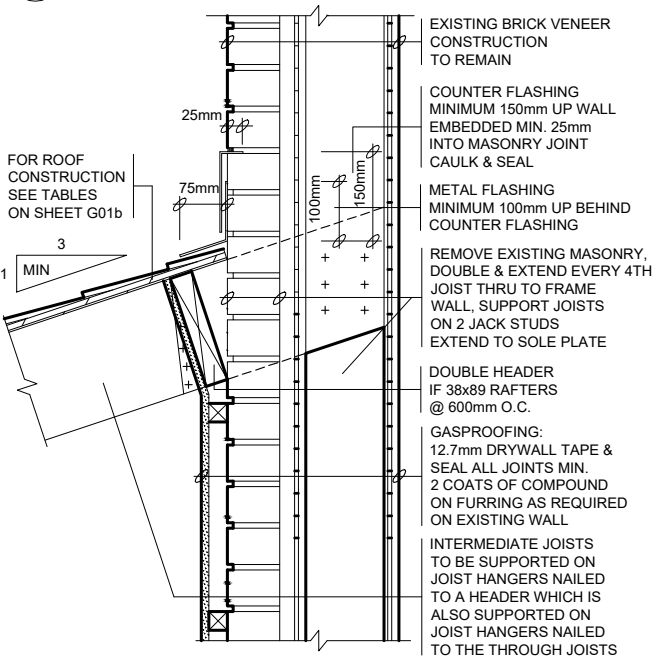 EXISTING BRICK VENEER
CONSTRUCTION
TO REMAIN
COUNTER FLASHING
MINIMUM 150mm UP WALL
EMBEDDED MIN. 25mm
INTO MASONRY JOINT
CAULK & SEAL
25mm
FOR ROOF
CONSTRUCTION
SEE TABLES
ON SHEET G01b
75mm
100mm
150mm
METAL FLASHING
MINIMUM 100mm UP BEHIND
COUNTER FLASHING
3
1
MIN
REMOVE EXISTING MASONRY,
DOUBLE & EXTEND EVERY 4TH
JOIST THRU TO FRAME
WALL, SUPPORT JOISTS
ON 2 JACK STUDS
EXTEND TO SOLE PLATE
DOUBLE HEADER
IF 38x89 RAFTERS
@ 600mm O.C.
GASPROOFING:
12.7mm DRYWALL TAPE &
SEAL ALL JOINTS MIN.
2 COATS OF COMPOUND
ON FURRING AS REQUIRED
ON EXISTING WALL
INTERMEDIATE JOISTS
TO BE SUPPORTED ON
JOIST HANGERS NAILED
TO A HEADER WHICH IS
ALSO SUPPORTED ON
JOIST HANGERS NAILED
TO THE THROUGH JOISTS